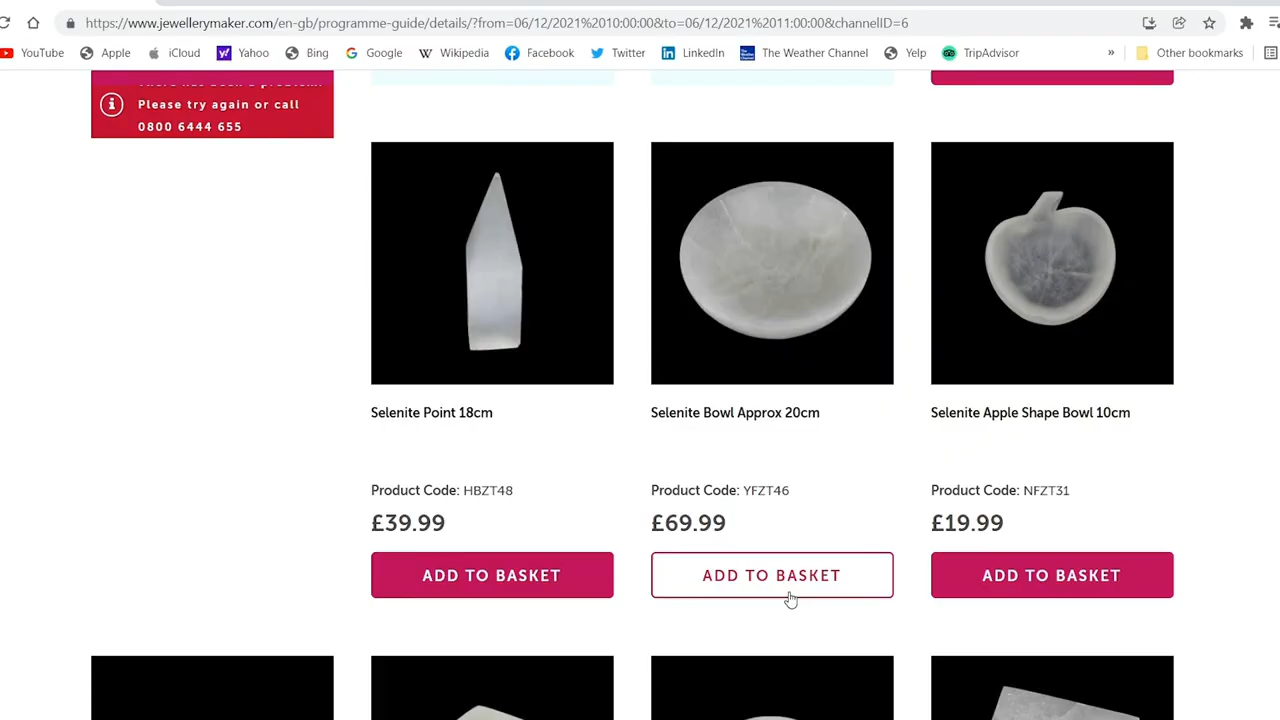 https://www.jewellerymaker.com/en-gb/programme-guide/details/?from=06/12/2021%2010:00:00&to=06/12/2021%2011:00:00&channelID=6
YouTube Apple iCloud Yahoo Bing Google Wikipedia Facebook Twitter LinkedIn The Weather Channel Yelp TripAdvisor » Other bookmarks
Please try again or call
0800 6444 655
Selenite Point 18cm
Product Code: HBZT48
£39.99
ADD TO BASKET
Selenite Bowl Approx 20cm
Product Code: YFZT46
£69.99
ADD TO BASKET
Selenite Apple Shape Bowl 10cm
Product Code: NFZT31
£19.99
ADD TO BASKET